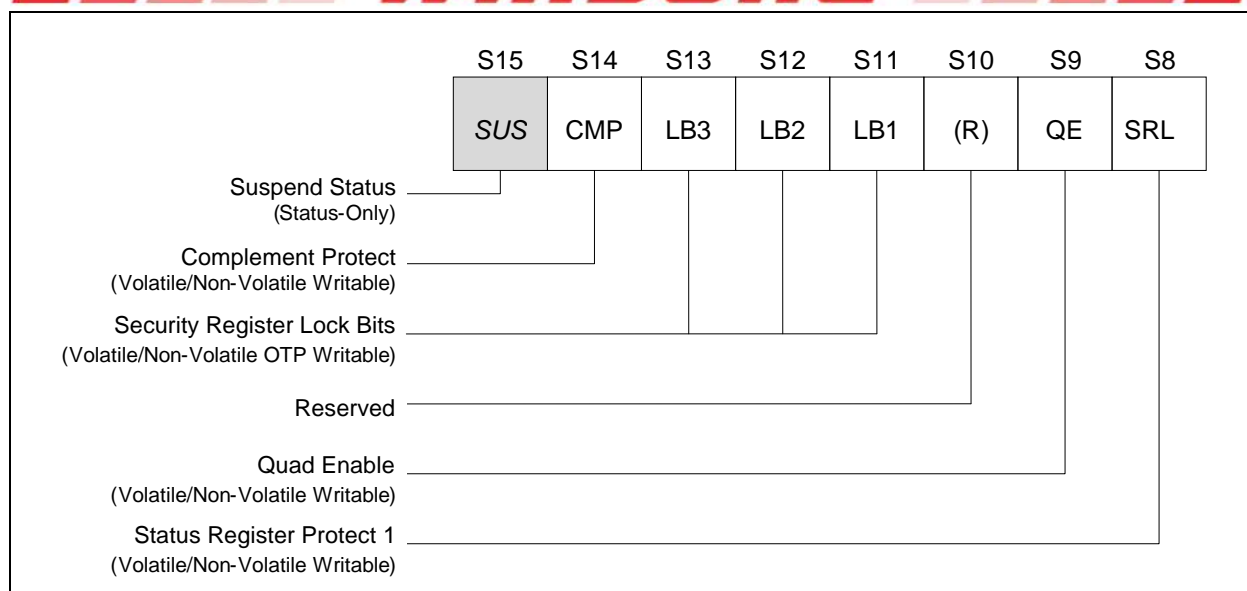 S15 S14 S13 S12 S11 S10 S9 S8
SUS CMP LB3 LB2 LB1 (R) QE SRL
Suspend Status
(Status-Only)
Complement Protect
(Volatile/Non-Volatile Writable)
Security Register Lock Bits
(Volatile/Non-Volatile OTP Writable)
Reserved
Quad Enable
(Volatile/Non-Volatile Writable)
Status Register Protect 1
(Volatile/Non-Volatile Writable)